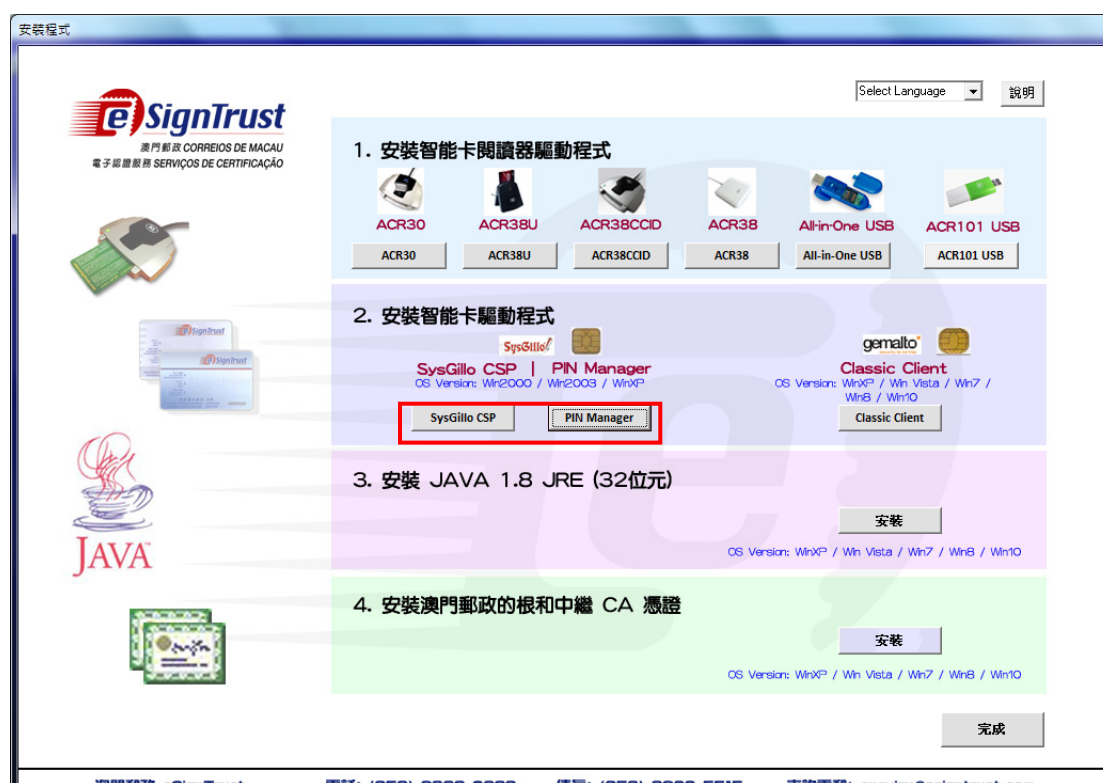 安裝程式
Select Language
說明
eSignTrust
澳門郵政 CORREIOS DE MACAU
電子認證服務 SERVIÇOS DE CERTIFICAÇÃO
1. 安裝智能卡閱讀器驅動程式
ACR30 ACR38U ACR38CCID ACR38 All-in-One USB ACR101 USB
ACR30 ACR38U ACR38CCID ACR38 All-in-One USB ACR101 USB
SignTrust
SignTrust
2. 安裝智能卡驅動程式
SysGillo!
SysGillo CSP | PIN Manager
OS Version: Win2000 / Win2003 / WinXP
SysGillo CSP PIN Manager
gemalto
Classic Client
OS Version: WinXP / Win Vista / Win7 /
Win8 / Win10
Classic Client
JAVA
3. 安裝 JAVA 1.8 JRE (32位元)
安裝
OS Version: WinXP / Win Vista / Win7 / Win8 / Win10
4. 安裝澳門郵政的根和中繼 CA 憑證
安裝
OS Version: WinXP / Win Vista / Win7 / Win8 / Win10
完成